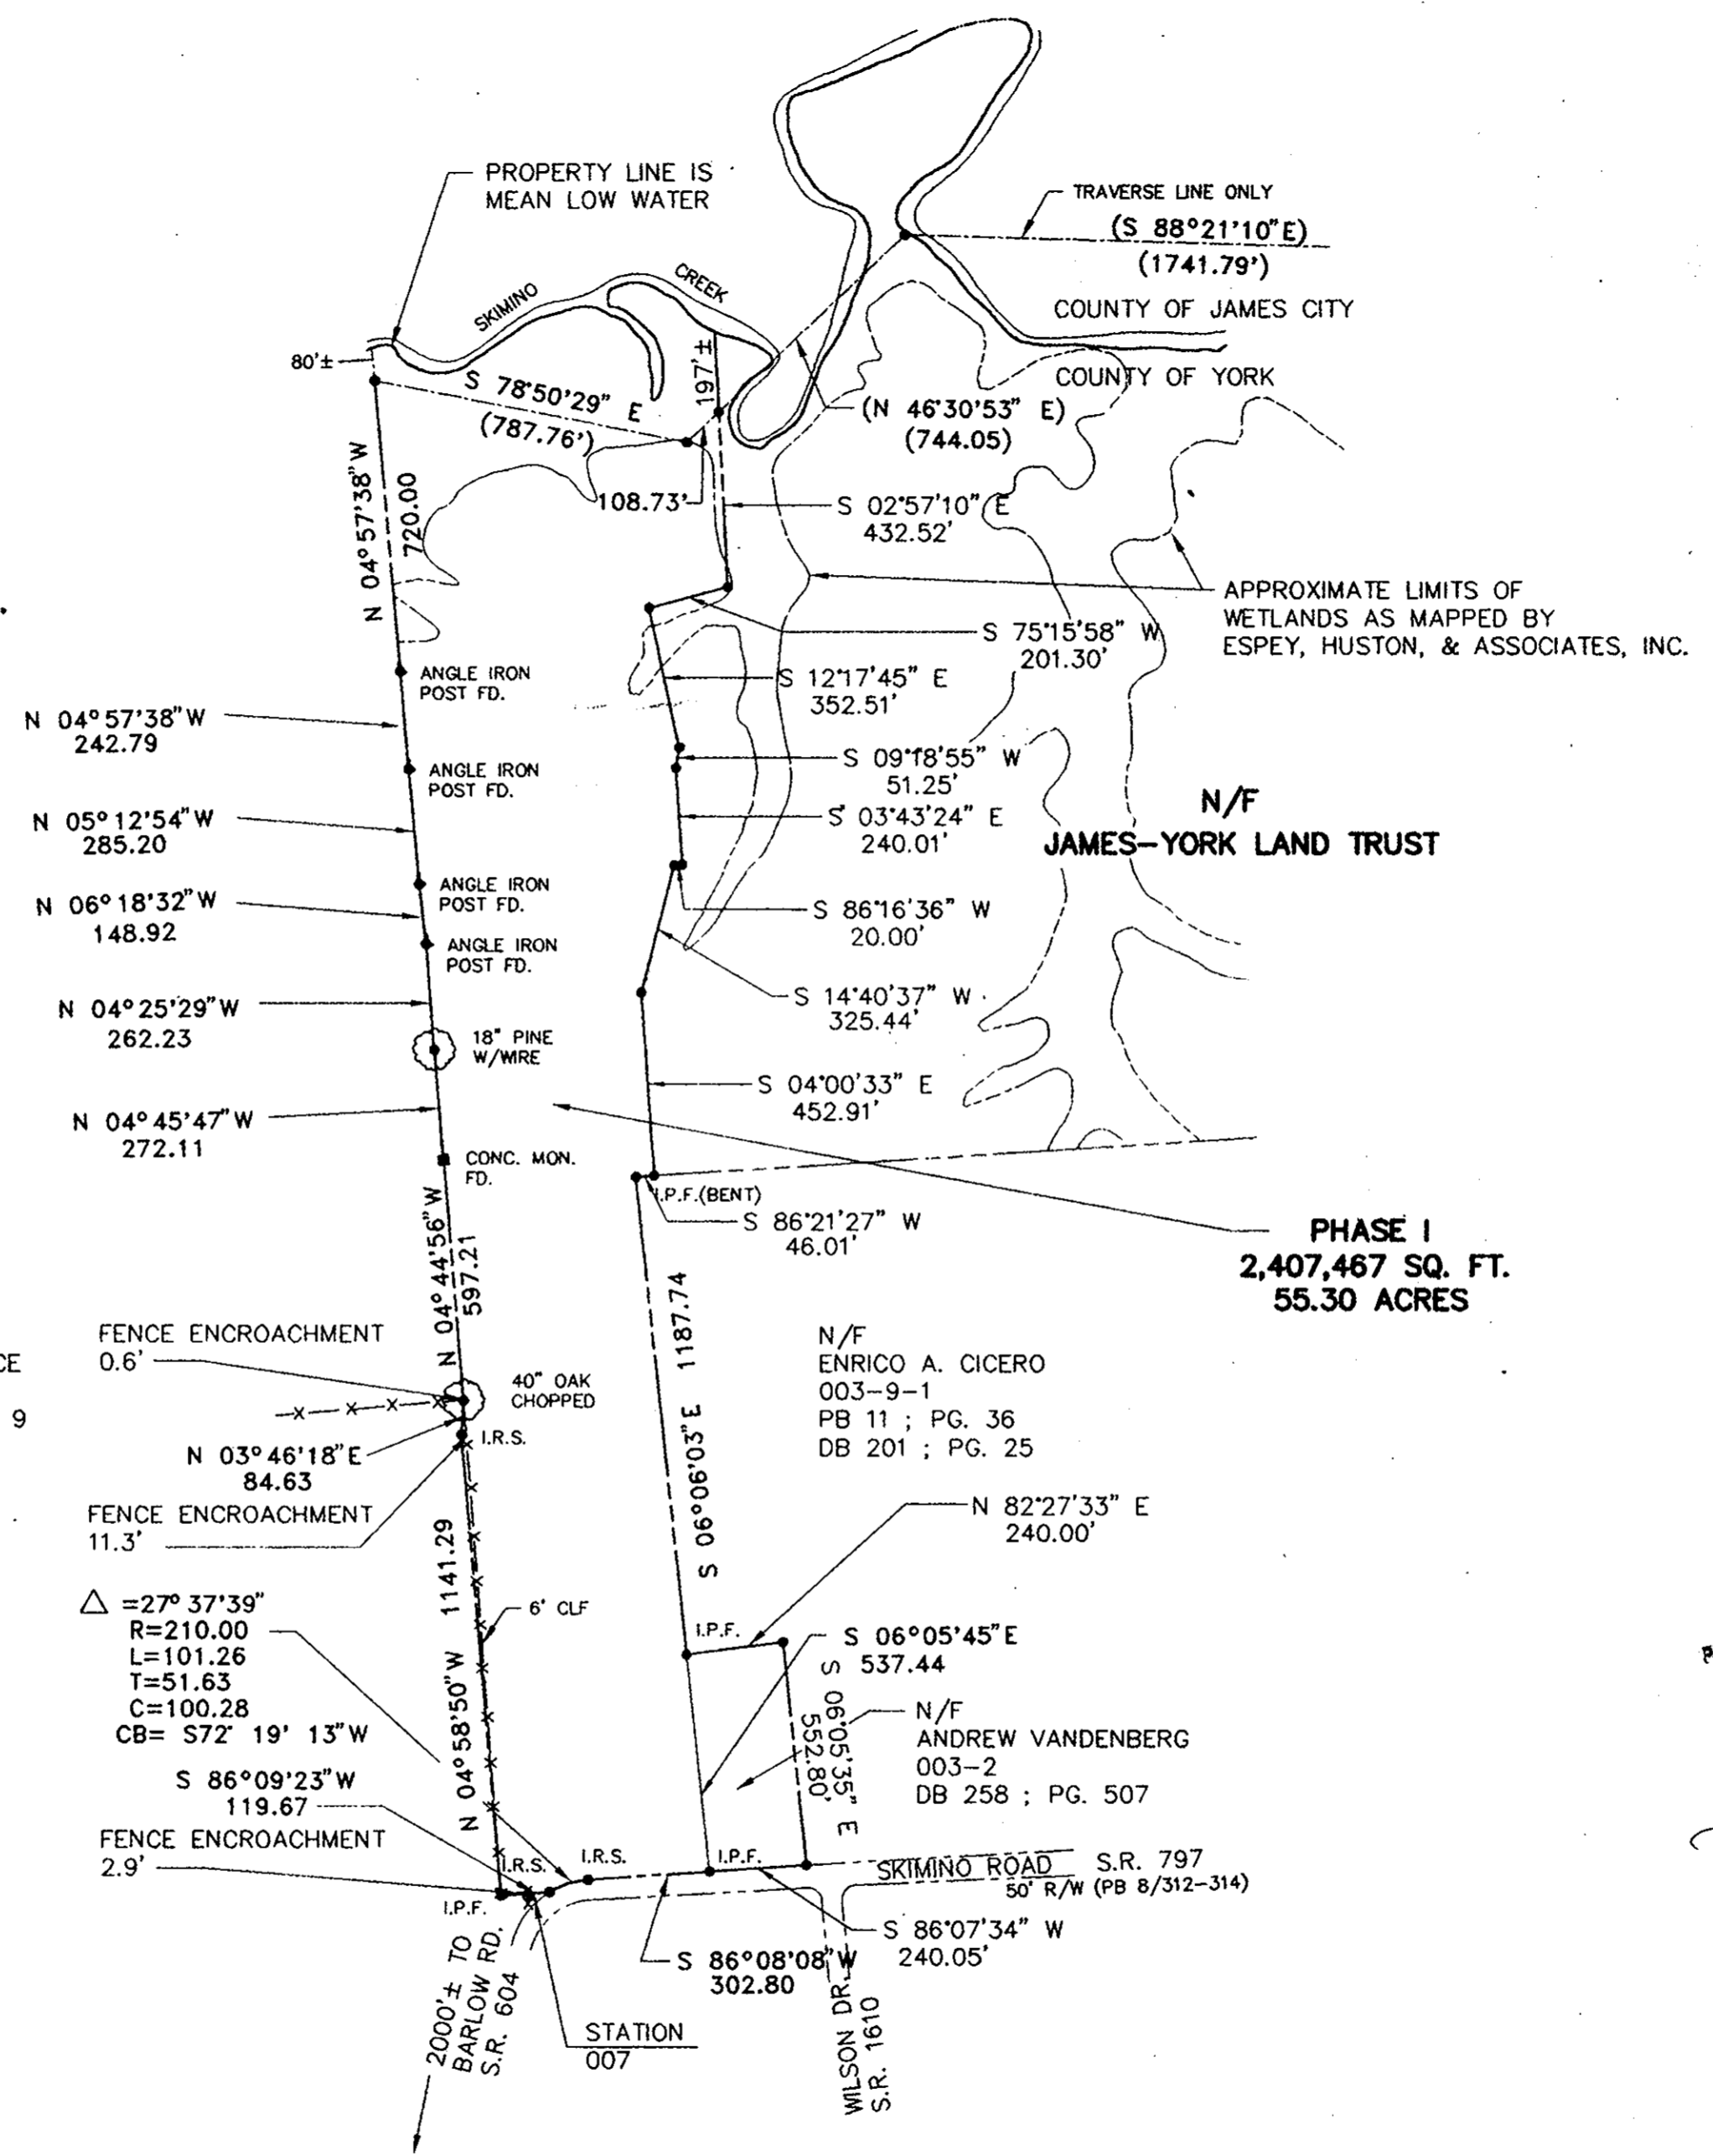 PROPERTY LINE IS
MEAN LOW WATER
TRAVERSE LINE ONLY
(S 88°21'10"E)
(1741.79')
SKIMINO
CREEK
COUNTY OF JAMES CITY
COUNTY OF YORK
80'±
S 78°50'29" E
(787.76')
197'±
(N 46°30'53" E)
(744.05)
N 04°57'38"W
720.00
108.73'
S 02°57'10" E
432.52'
APPROXIMATE LIMITS OF
WETLANDS AS MAPPED BY
ESPEY, HUSTON, & ASSOCIATES, INC.
S 75°15'58" W
201.30'
ANGLE IRON
POST FD.
S 12°17'45" E
352.51'
N 04°57'38"W
242.79
ANGLE IRON
POST FD.
S 09°18'55" W
51.25'
N/F
JAMES-YORK LAND TRUST
N 05°12'54"W
285.20
S 03°43'24" E
240.01'
ANGLE IRON
POST FD.
N 06°18'32"W
148.92
S 86°16'36" W
20.00'
ANGLE IRON
POST FD.
N 04°25'29"W
262.23
S 14°40'37" W
325.44'
18" PINE
W/WIRE
S 04°00'33" E
452.91'
N 04°45'47"W
272.11
CONC. MON.
FD.
I.P.F.(BENT)
S 86°21'27" W
46.01'
PHASE I
2,407,467 SQ. FT.
55.30 ACRES
N 04°44'56"W
597.21
S 06°06'03"E 1187.74
FENCE ENCROACHMENT
0.6'
CE
9
40" OAK
CHOPPED
N/F
ENRICO A. CICERO
003-9-1
PB 11 ; PG. 36
DB 201 ; PG. 25
I.R.S.
N 03°46'18"E
84.63
FENCE ENCROACHMENT
11.3'
N 82°27'33" E
240.00'
N 04°58'50"W 1141.29
6' CLF
△ =27°37'39"
R=210.00
L=101.26
T=51.63
C=100.28
CB= S72° 19' 13"W
I.P.F.
S 06°05'45"E
537.44
S 06°05'35" E
552.80'
N/F
ANDREW VANDENBERG
003-2
DB 258 ; PG. 507
S 86°09'23"W
119.67
FENCE ENCROACHMENT
2.9'
I.R.S.
I.R.S.
I.P.F.
I.P.F.
SKIMINO ROAD S.R. 797
50' R/W (PB 8/312-314)
S 86°07'34" W
240.05'
S 86°08'08"W
302.80
2000'± TO
BARLOW RD.
S.R. 604
STATION
007
WILSON DR.
S.R. 1610